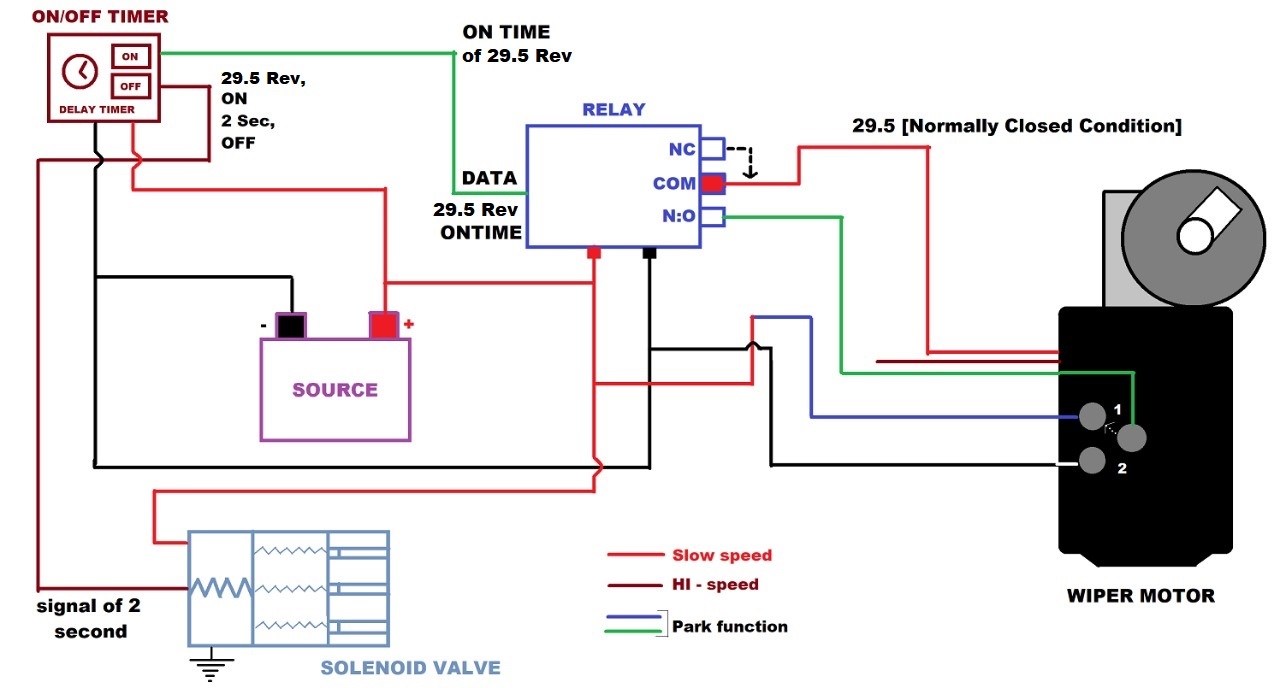 ON/OFF TIMER
ON
OFF
DELAY TIMER
29.5 Rev,
ON
2 Sec,
OFF
ON TIME
of 29.5 Rev
DATA
29.5 Rev
ONTIME
RELAY
NC
COM
N:O
29.5 [Normally Closed Condition]
- +
SOURCE
1
2
WIPER MOTOR
signal of 2
second
SOLENOID VALVE
Slow speed
HI - speed
Park function